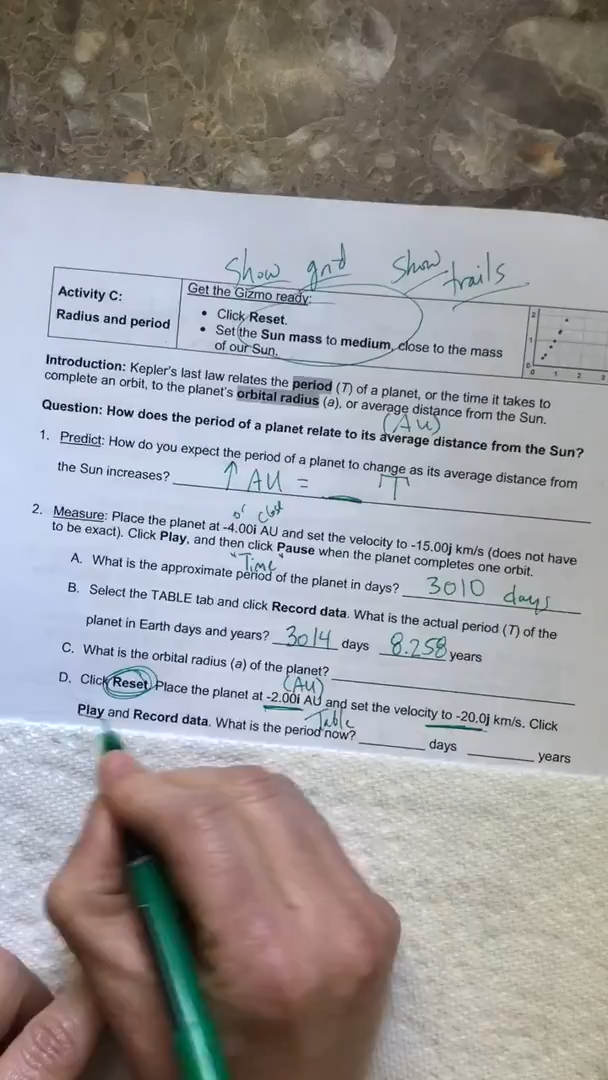 Show grid Show trails
Activity C:
Radius and period
Get the Gizmo ready:
• Click Reset.
• Set the Sun mass to medium, close to the mass
of our Sun.
2
1
0
0 1 2 3
Introduction: Kepler's last law relates the period (T) of a planet, or the time it takes to
complete an orbit, to the planet's orbital radius (a), or average distance from the Sun.
(AU)
Question: How does the period of a planet relate to its average distance from the Sun?
1. Predict: How do you expect the period of a planet to change as its average distance from
the Sun increases? ↑ AU = __ T
or close
2. Measure: Place the planet at -4.00i AU and set the velocity to -15.00j km/s (does not have
to be exact). Click Play, and then click Pause when the planet completes one orbit.
"Time"
A. What is the approximate period of the planet in days? 3010 days
B. Select the TABLE tab and click Record data. What is the actual period (T) of the
planet in Earth days and years? 3014 days 8.258 years
C. What is the orbital radius (a) of the planet?
(AU)
D. Click Reset. Place the planet at -2.00i AU and set the velocity to -20.0j km/s. Click
Table
Play and Record data. What is the period now? ______ days ______ years